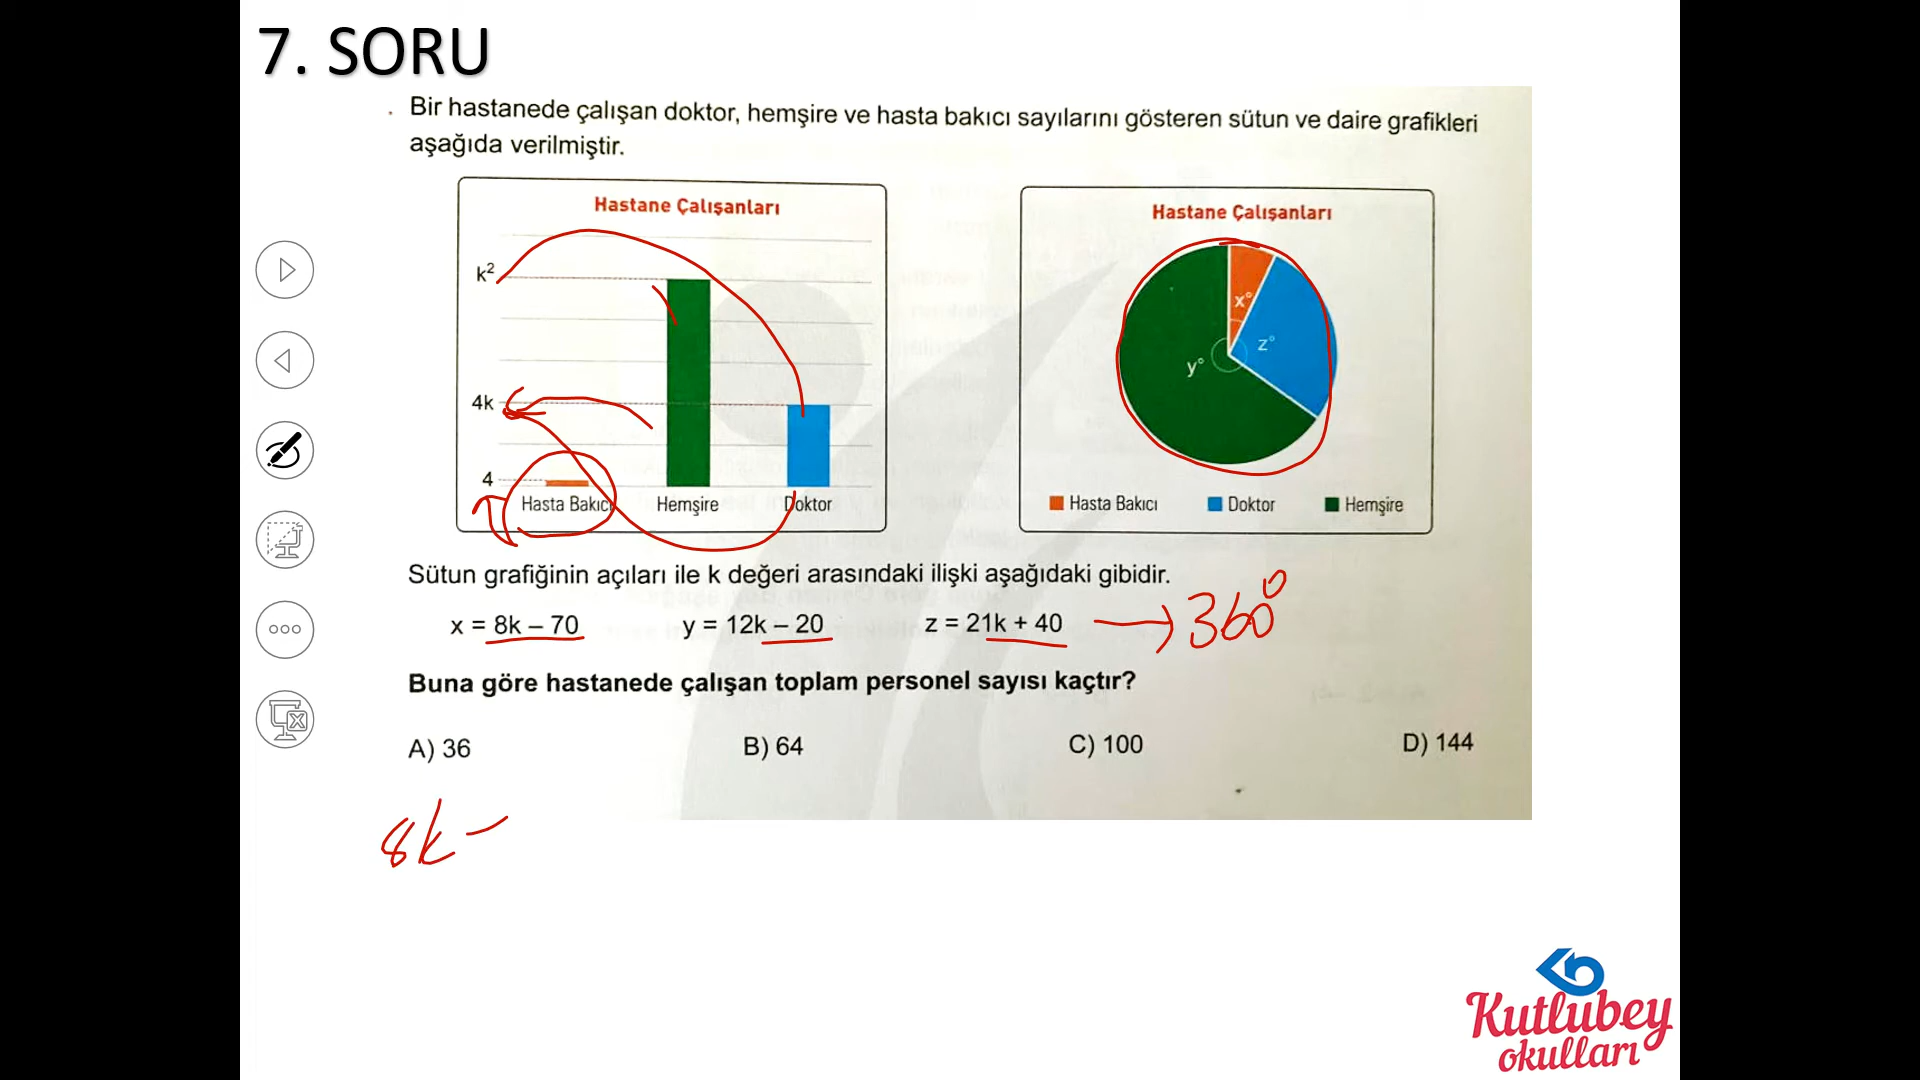 7. SORU
Bir hastanede çalışan doktor, hemşire ve hasta bakıcı sayılarını gösteren sütun ve daire grafikleri
aşağıda verilmiştir.
Hastane Çalışanları
k²
4k
4
Hasta Bakıcı
Hemşire
Doktor
Hastane Çalışanları
x°
z°
y°
Hasta Bakıcı
Doktor
Hemşire
Sütun grafiğinin açıları ile k değeri arasındaki ilişki aşağıdaki gibidir.
x = 8k – 70 y = 12k – 20 z = 21k + 40 → 360°
Buna göre hastanede çalışan toplam personel sayısı kaçtır?
A) 36 B) 64 C) 100 D) 144
8k –
Kutlubey
okulları